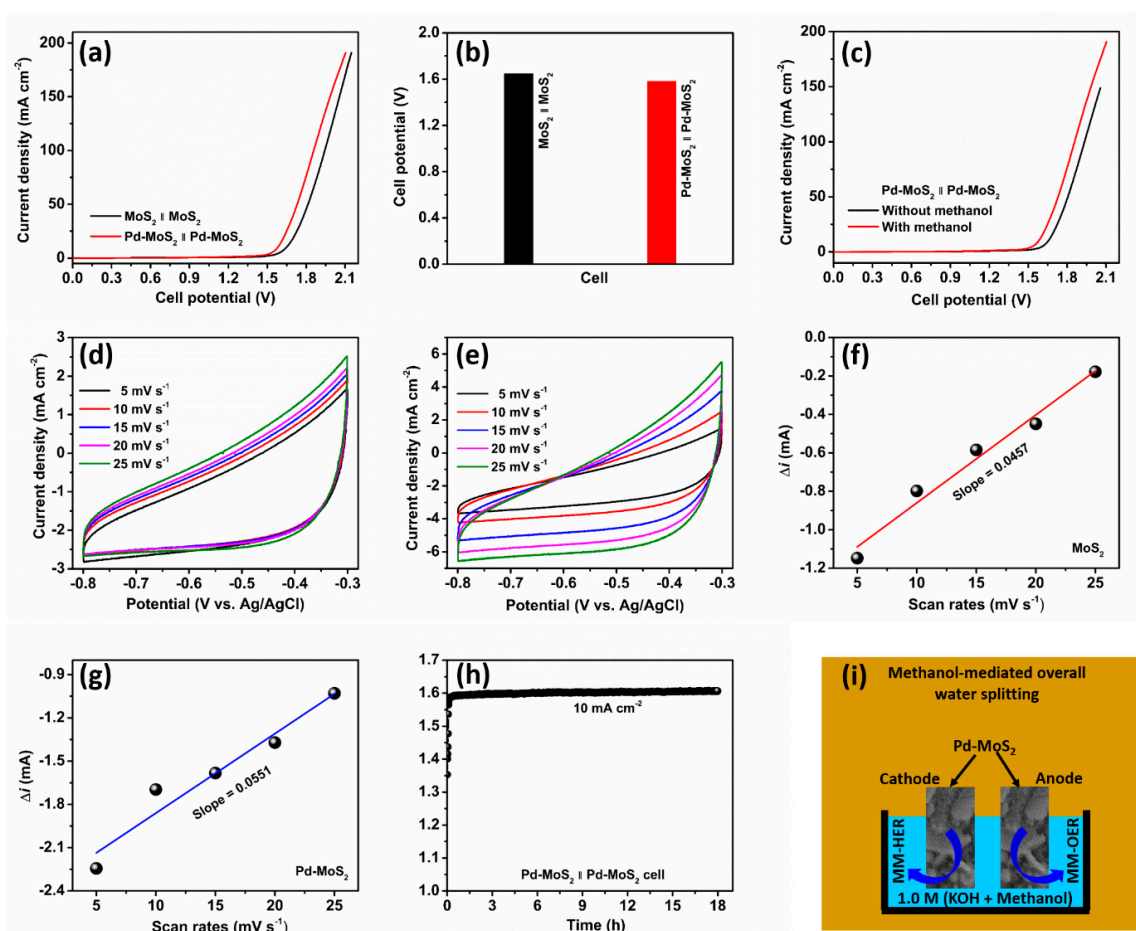 (a)
200
150
100
50
0
Current density (mA cm⁻²)
MoS₂ ‖ MoS₂
Pd-MoS₂ ‖ Pd-MoS₂
0.0 0.3 0.6 0.9 1.2 1.5 1.8 2.1
Cell potential (V)
(b)
2.0
1.6
1.2
0.8
0.4
0.0
Cell potential (V)
MoS₂ ‖ MoS₂
Pd-MoS₂ ‖ Pd-MoS₂
Cell
(c)
200
150
100
50
0
Current density (mA cm⁻²)
Pd-MoS₂ ‖ Pd-MoS₂
Without methanol
With methanol
0.0 0.3 0.6 0.9 1.2 1.5 1.8 2.1
Cell potential (V)
(d)
3
2
1
0
-1
-2
-3
Current density (mA cm⁻²)
5 mV s⁻¹
10 mV s⁻¹
15 mV s⁻¹
20 mV s⁻¹
25 mV s⁻¹
-0.8 -0.7 -0.6 -0.5 -0.4 -0.3
Potential (V vs. Ag/AgCl)
(e)
6
4
2
0
-2
-4
-6
Current density (mA cm⁻²)
5 mV s⁻¹
10 mV s⁻¹
15 mV s⁻¹
20 mV s⁻¹
25 mV s⁻¹
-0.8 -0.7 -0.6 -0.5 -0.4 -0.3
Potential (V vs. Ag/AgCl)
(f)
0.0
-0.2
-0.4
-0.6
-0.8
-1.0
-1.2
Δi (mA)
Slope = 0.0457
MoS₂
5 10 15 20 25
Scan rates (mV s⁻¹)
(g)
-0.9
-1.2
-1.5
-1.8
-2.1
-2.4
Δi (mA)
Slope = 0.0551
Pd-MoS₂
5 10 15 20 25
Scan rates (mV s⁻¹)
(h)
1.7
1.6
1.5
1.4
1.3
1.2
1.1
1.0
Cell potential (V)
10 mA cm⁻²
Pd-MoS₂ ‖ Pd-MoS₂ cell
0 3 6 9 12 15 18
Time (h)
(i)
Methanol-mediated overall
water splitting
Pd-MoS₂
Cathode
Anode
MM-HER
MM-OER
1.0 M (KOH + Methanol)